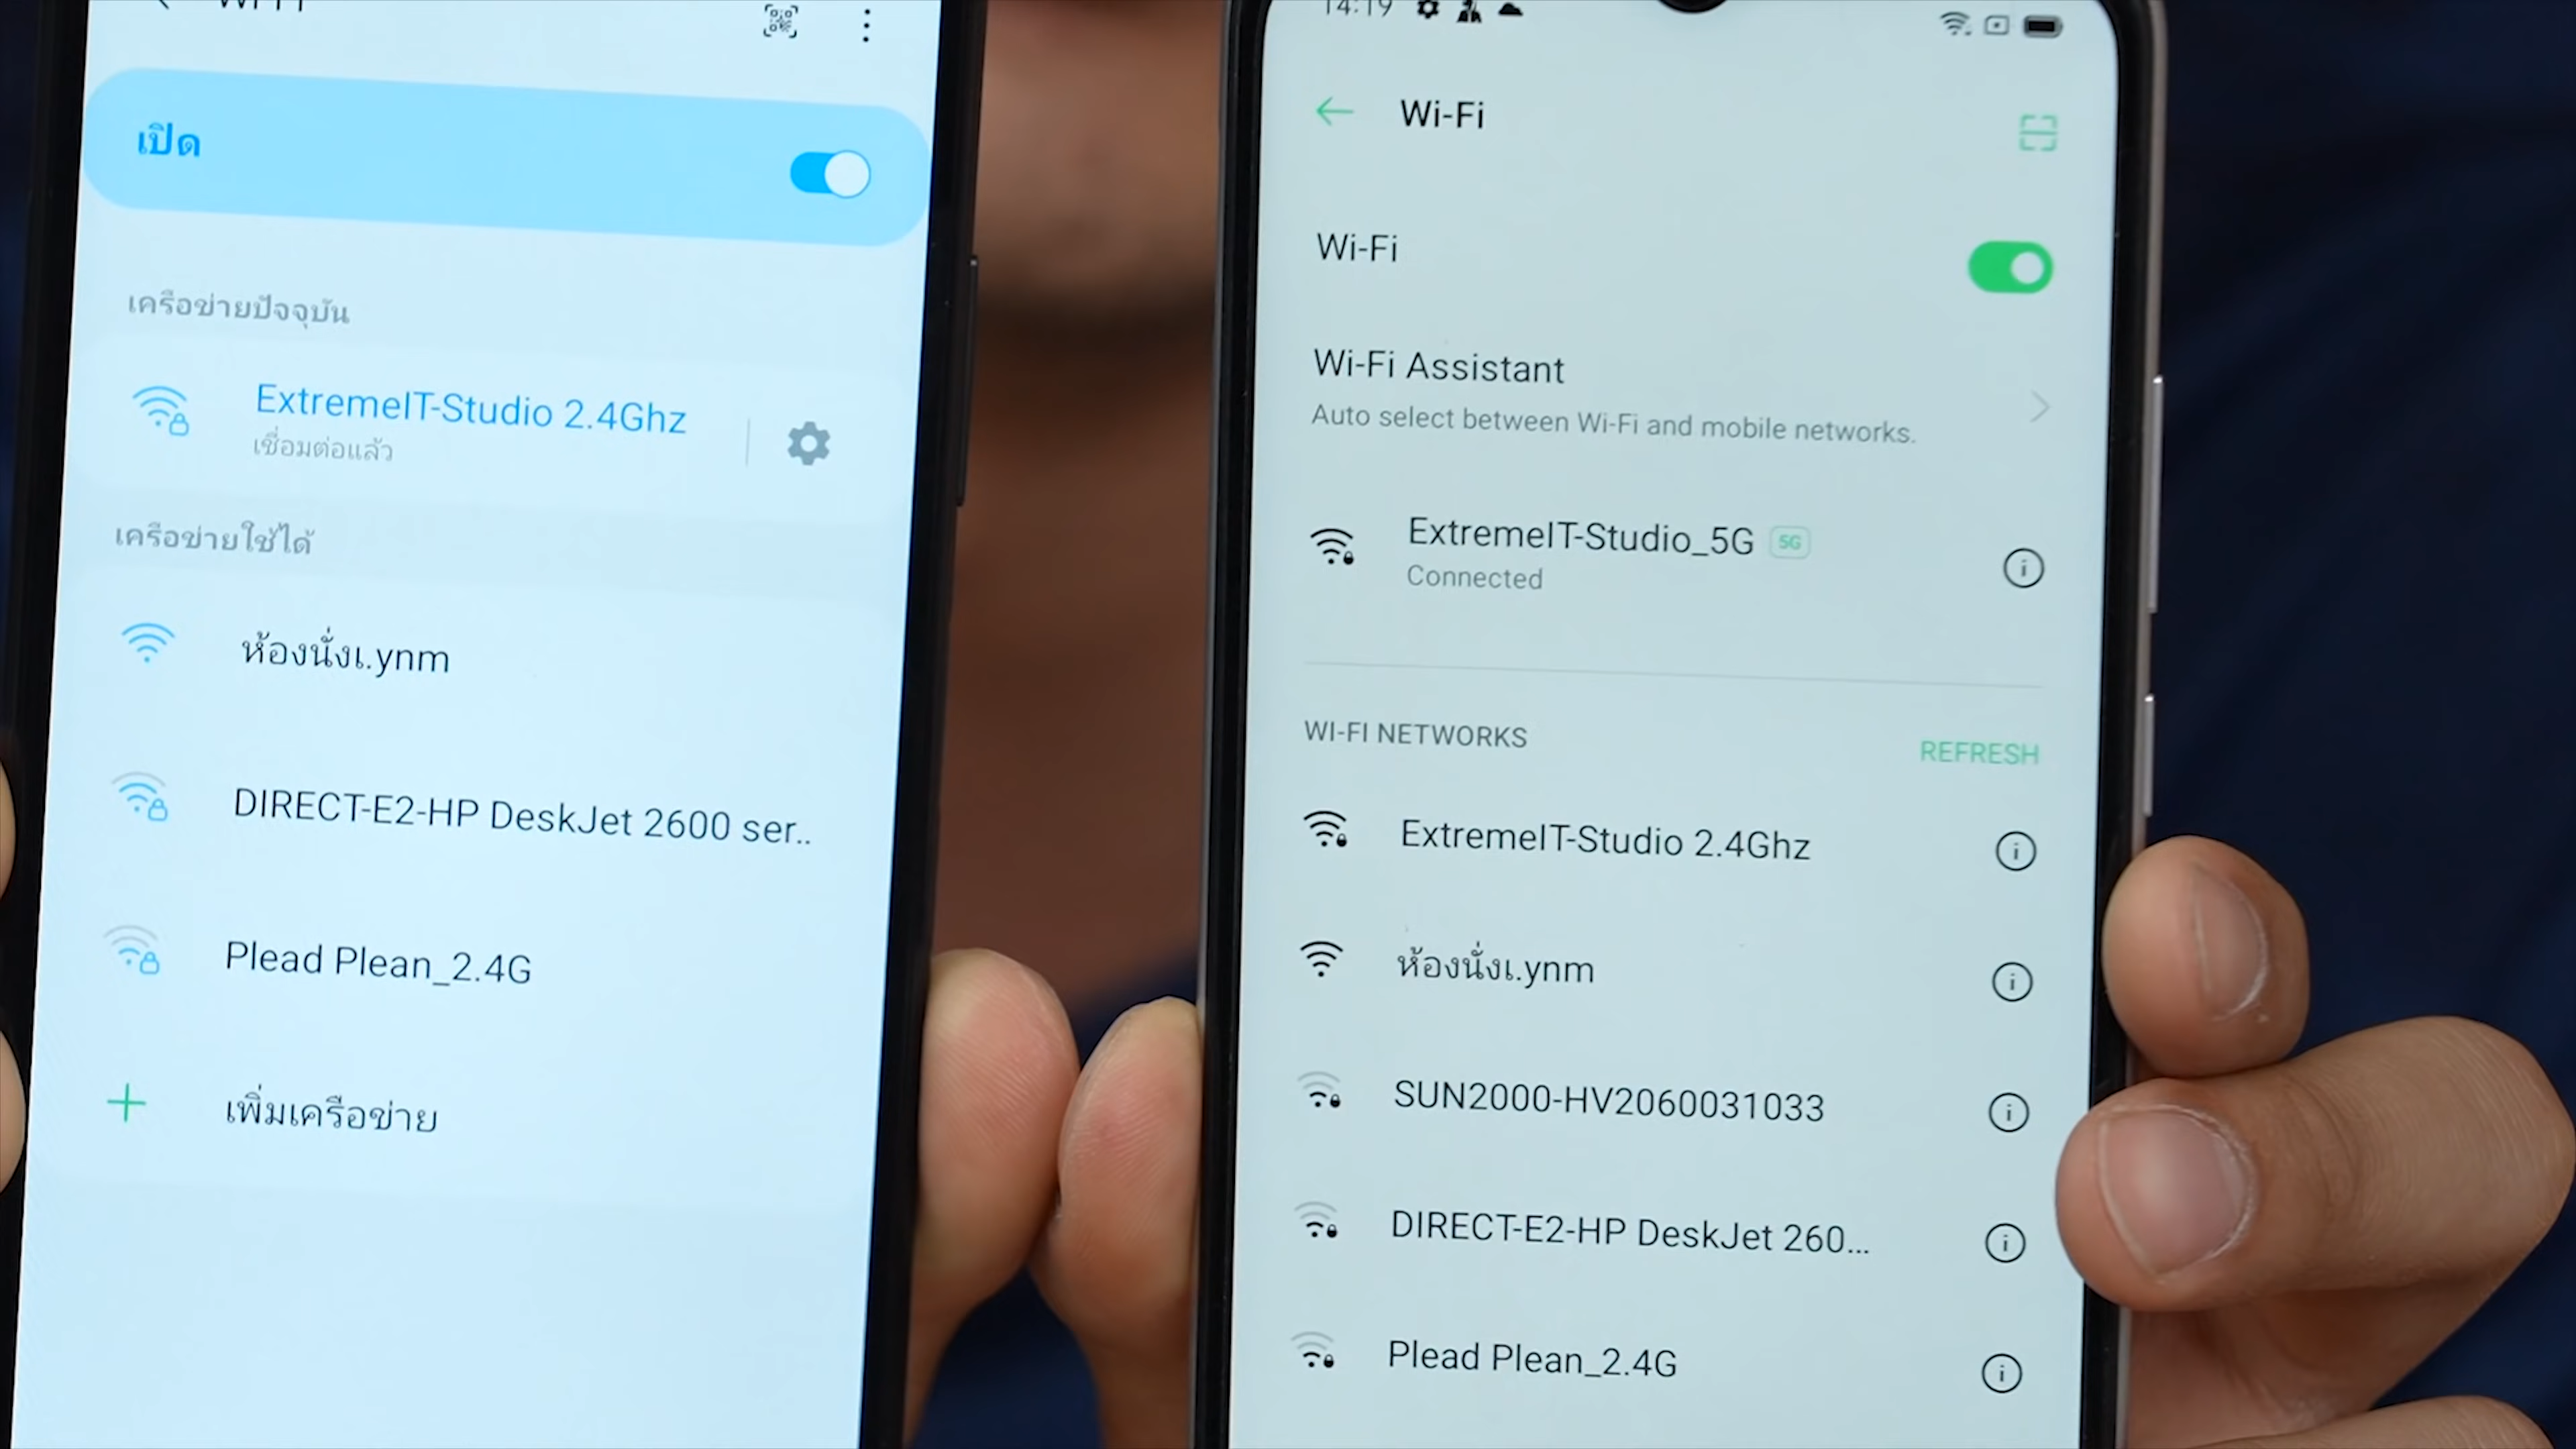 เปิด
เครือข่ายปัจจุบัน
ExtremeIT-Studio 2.4Ghz
เชื่อมต่อแล้ว
เครือข่ายใช้ได้
ห้องนั่งเ.ynm
DIRECT-E2-HP DeskJet 2600 ser..
Plead Plean_2.4G
เพิ่มเครือข่าย
14:19
Wi-Fi
Wi-Fi
Wi-Fi Assistant
Auto select between Wi-Fi and mobile networks.
ExtremeIT-Studio_5G 5G
Connected
WI-FI NETWORKS
REFRESH
ExtremeIT-Studio 2.4Ghz
ห้องนั่งเ.ynm
SUN2000-HV2060031033
DIRECT-E2-HP DeskJet 260...
Plead Plean_2.4G